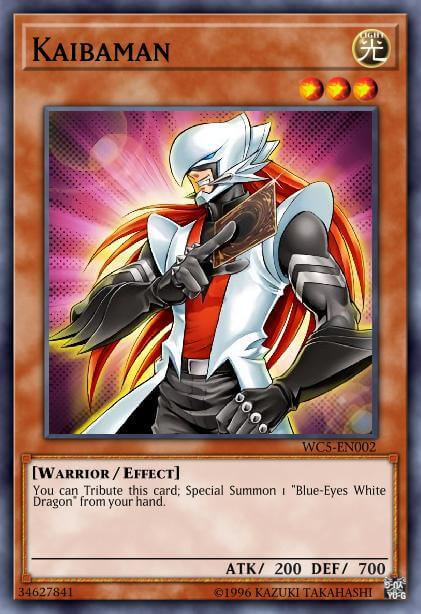 KAIBAMAN
LIGHT
光
WC5-EN002
[WARRIOR / EFFECT]
You can Tribute this card; Special Summon 1 "Blue-Eyes White
Dragon" from your hand.
ATK/ 200 DEF/ 700
34627841
©1996 KAZUKI TAKAHASHI